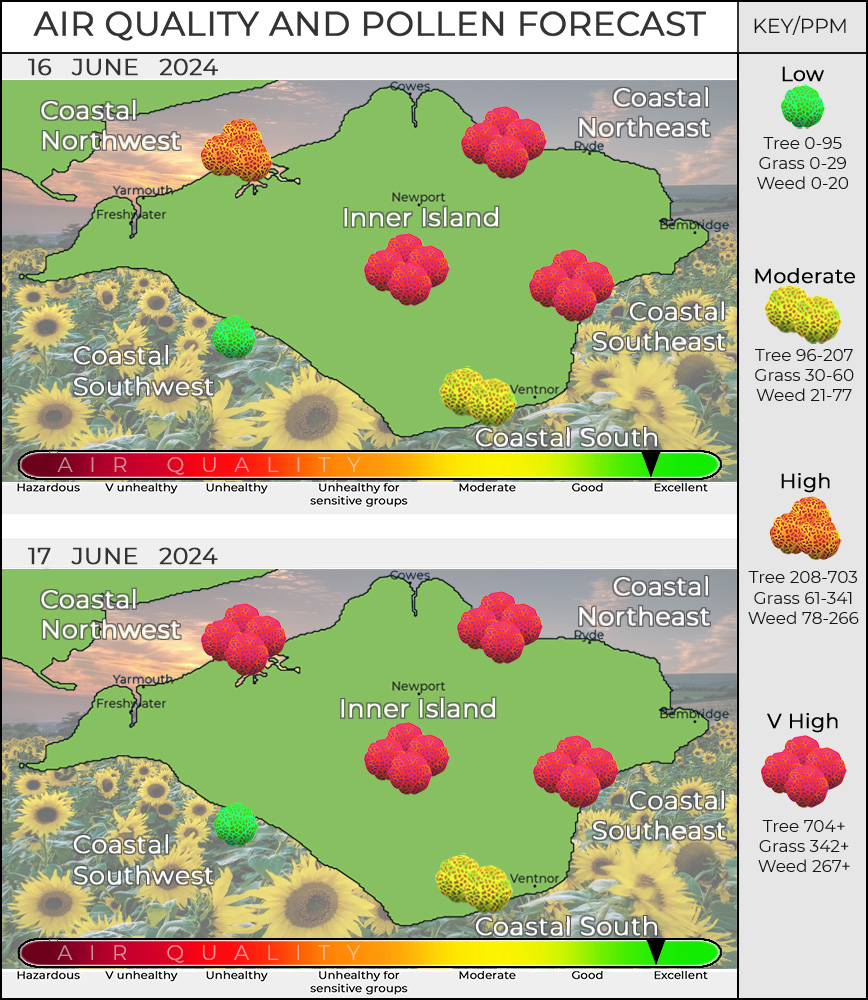 AIR QUALITY AND POLLEN FORECAST
KEY/PPM
16 JUNE 2024
Cowes
Coastal
Northwest
Coastal
Northeast
Ryde
Yarmouth
Freshwater
Newport
Inner Island
Bembridge
Coastal
Southeast
Coastal
Southwest
Ventnor
Coastal South
AIR QUALITY
Hazardous
V unhealthy
Unhealthy
Unhealthy for
sensitive groups
Moderate
Good
Excellent
17 JUNE 2024
Cowes
Coastal
Northwest
Coastal
Northeast
Ryde
Yarmouth
Freshwater
Newport
Inner Island
Bembridge
Coastal
Southeast
Coastal
Southwest
Ventnor
Coastal South
AIR QUALITY
Hazardous
V unhealthy
Unhealthy
Unhealthy for
sensitive groups
Moderate
Good
Excellent
Low
Tree 0-95
Grass 0-29
Weed 0-20
Moderate
Tree 96-207
Grass 30-60
Weed 21-77
High
Tree 208-703
Grass 61-341
Weed 78-266
V High
Tree 704+
Grass 342+
Weed 267+